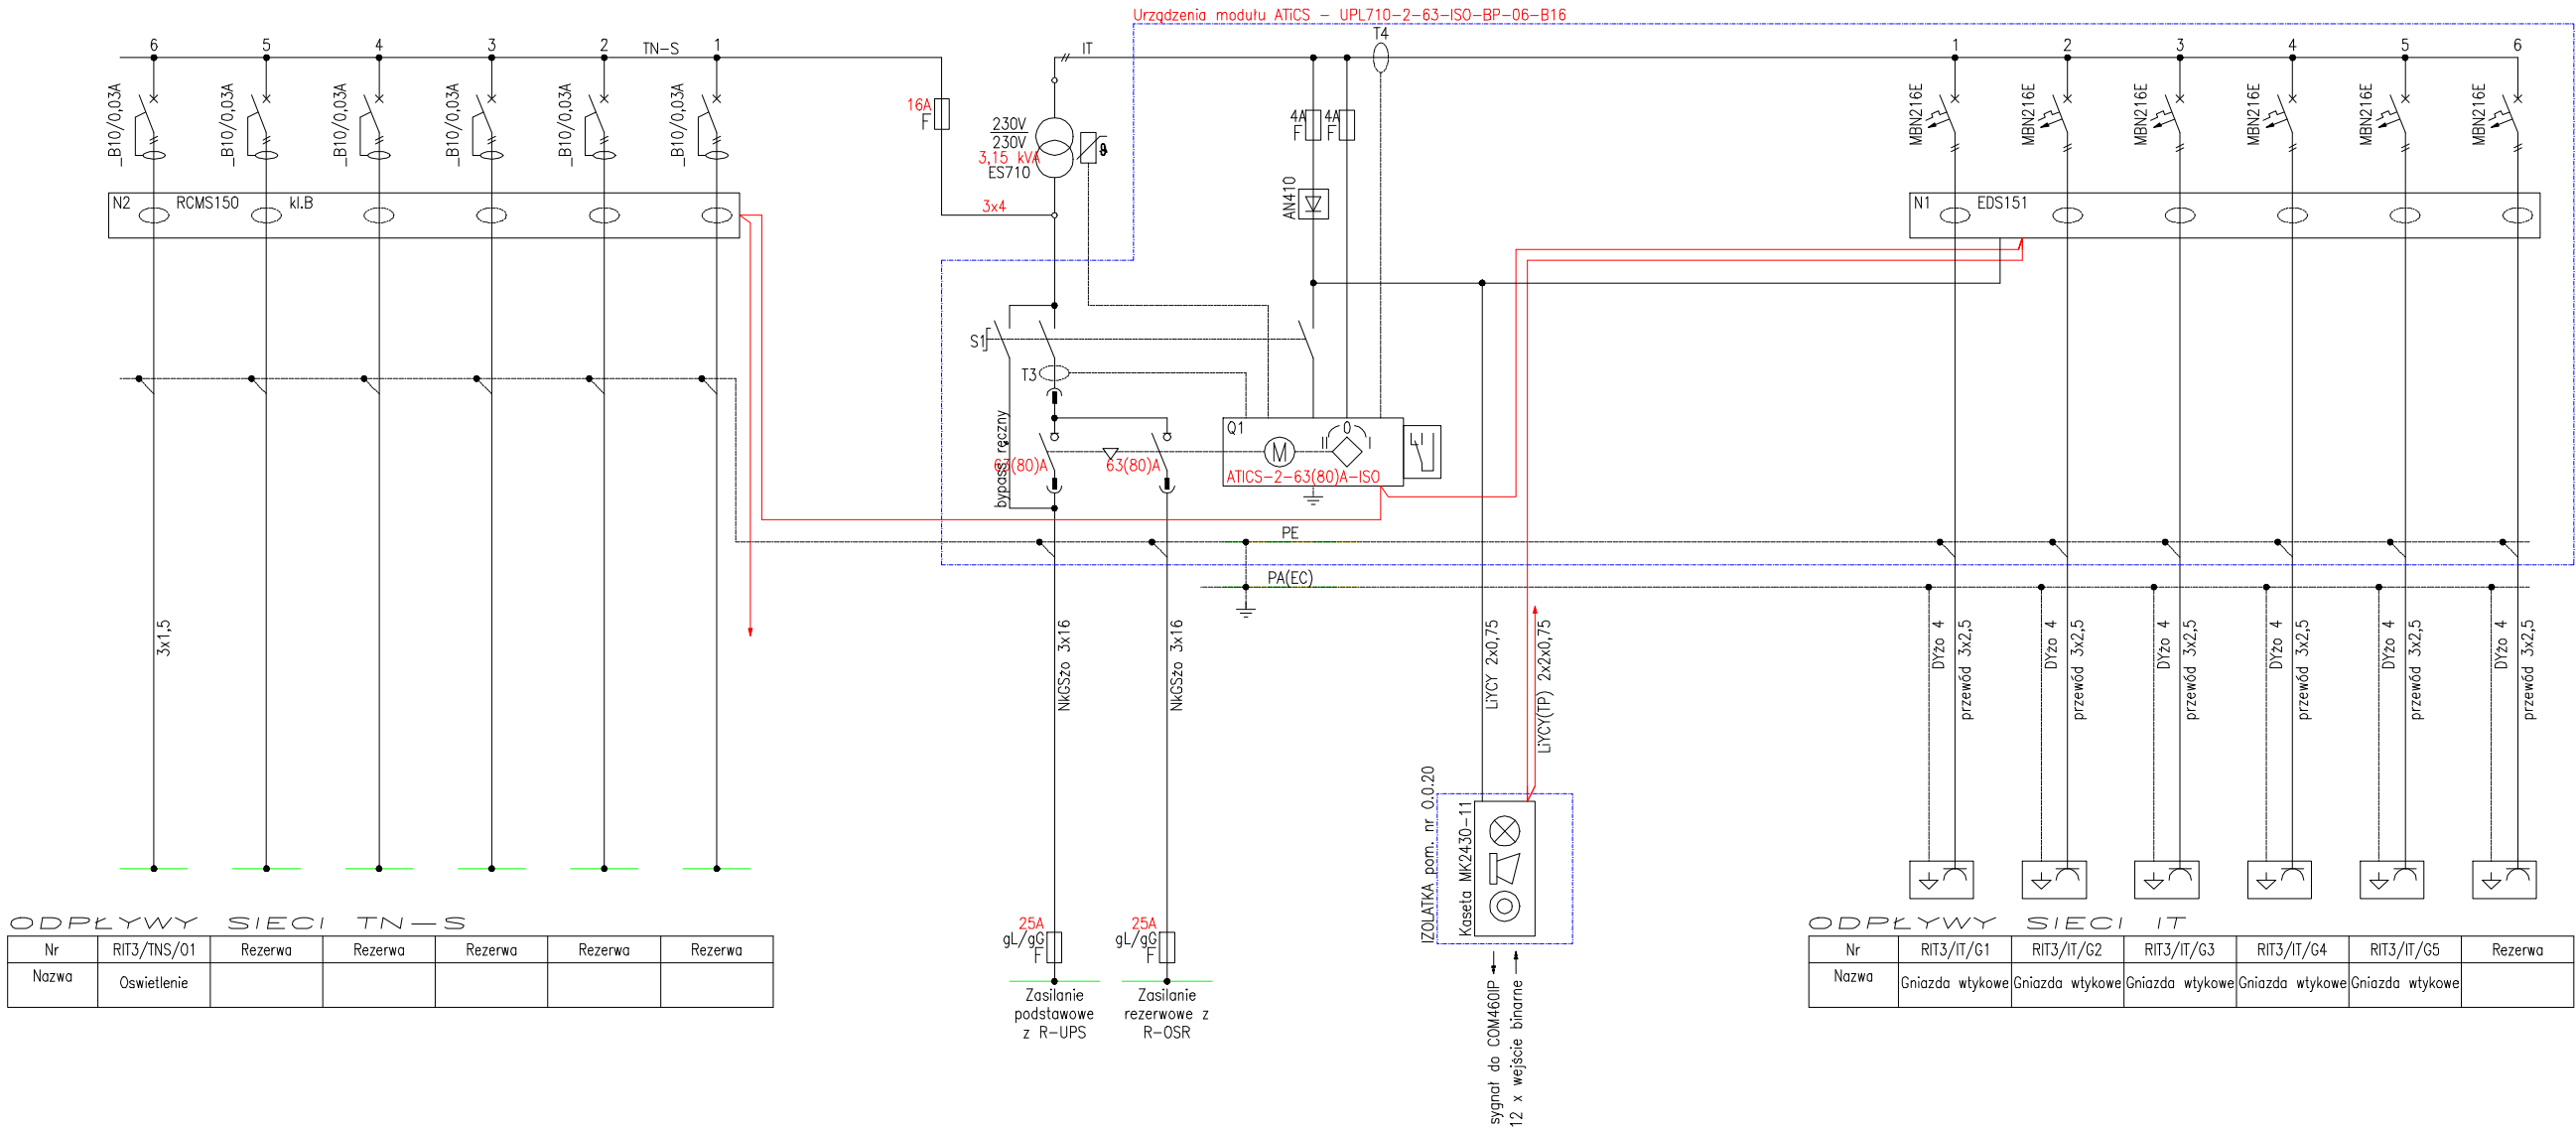 Urządzenia modułu ATiCS - UPL710-2-63-ISO-BP-06-B16
6
5
4
3
2
TN-S
1
IT
T4
1
2
3
4
5
6
_B10/0,03A
_B10/0,03A
_B10/0,03A
_B10/0,03A
_B10/0,03A
_B10/0,03A
16A
F
230V
230V
3,15 kVA
ES710
ϑ
4A
F
4A
F
MBN216E
MBN216E
MBN216E
MBN216E
MBN216E
MBN216E
N2
RCMS150
kl.B
3x4
AN410
N1
EDS151
S1
T3
bypass ręczny
63(80)A
63(80)A
Q1
M
II
0
I
ATICS-2-63(80)A-ISO
PE
PA(EC)
3x1,5
NkGSżo 3x16
NkGSżo 3x16
LiYCY 2x0,75
LiYCY(TP) 2x2x0,75
DYżo 4
przewód 3x2,5
DYżo 4
przewód 3x2,5
DYżo 4
przewód 3x2,5
DYżo 4
przewód 3x2,5
DYżo 4
przewód 3x2,5
DYżo 4
przewód 3x2,5
IZOLATKA pom. nr 0.0.20
Kaseta MK2430-11
25A
gL/gG
F
25A
gL/gG
F
Zasilanie
podstawowe
z R-UPS
Zasilanie
rezerwowe z
R-OSR
sygnał do COM460IP
12 x wejście binarne
ODPŁYWY SIECI TN-S
Nr RIT3/TNS/01 Rezerwa Rezerwa Rezerwa Rezerwa Rezerwa
Nazwa Oswietlenie
ODPŁYWY SIECI IT
Nr RIT3/IT/G1 RIT3/IT/G2 RIT3/IT/G3 RIT3/IT/G4 RIT3/IT/G5 Rezerwa
Nazwa Gniazda wtykowe Gniazda wtykowe Gniazda wtykowe Gniazda wtykowe Gniazda wtykowe